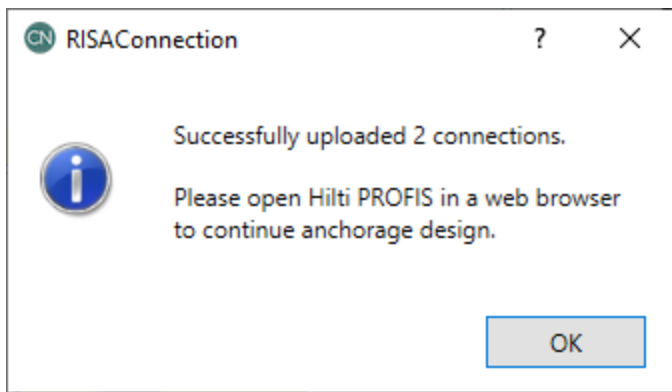 CN RISAConnection ? X
Successfully uploaded 2 connections.
Please open Hilti PROFIS in a web browser
to continue anchorage design.
OK